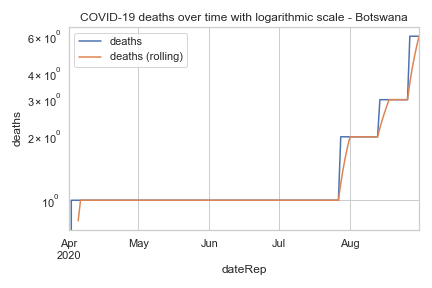 COVID-19 deaths over time with logarithmic scale - Botswana
deaths
deaths (rolling)
6 × 10⁰
4 × 10⁰
3 × 10⁰
2 × 10⁰
10⁰
deaths
Apr
2020
May
Jun
Jul
Aug
dateRep